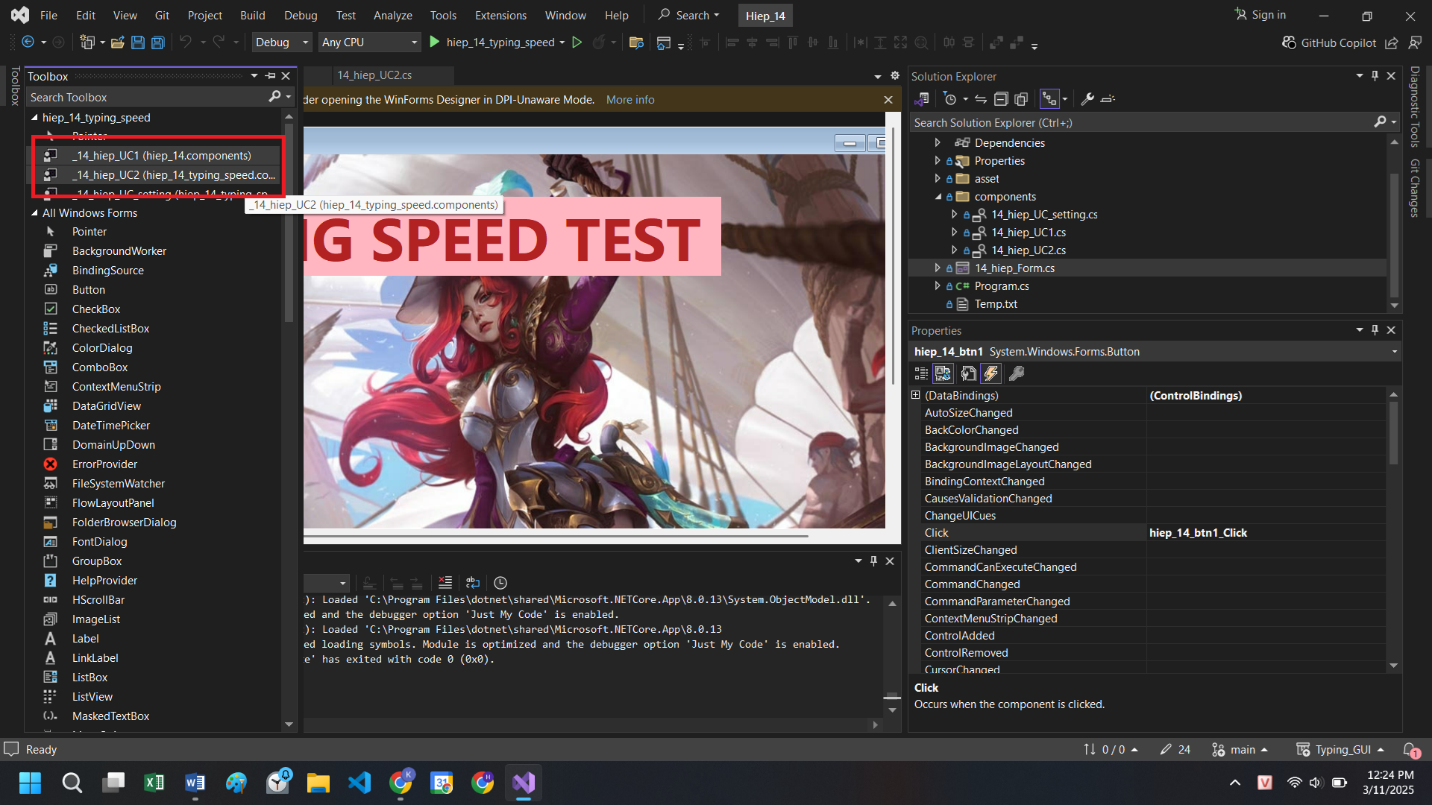 File Edit View Git Project Build Debug Test Analyze Tools Extensions Window Help Search Hiep_14 Sign in
Debug Any CPU hiep_14_typing_speed GitHub Copilot
Toolbox
Toolbox
Search Toolbox
hiep_14_typing_speed
Pointer
_14_hiep_UC1 (hiep_14.components)
_14_hiep_UC2 (hiep_14_typing_speed.co...
_14_hiep_UC_setting (hiep_14_typing_sp...
_14_hiep_UC2 (hiep_14_typing_speed.components)
All Windows Forms
Pointer
BackgroundWorker
BindingSource
Button
CheckBox
CheckedListBox
ColorDialog
ComboBox
ContextMenuStrip
DataGridView
DateTimePicker
DomainUpDown
ErrorProvider
FileSystemWatcher
FlowLayoutPanel
FolderBrowserDialog
FontDialog
GroupBox
HelpProvider
HScrollBar
ImageList
Label
LinkLabel
ListBox
ListView
MaskedTextBox
14_hiep_UC2.cs
der opening the WinForms Designer in DPI-Unaware Mode. More info
NG SPEED TEST
): Loaded 'C:\Program Files\dotnet\shared\Microsoft.NETCore.App\8.0.13\System.ObjectModel.dll'.
ed and the debugger option 'Just My Code' is enabled.
): Loaded 'C:\Program Files\dotnet\shared\Microsoft.NETCore.App\8.0.13
ed loading symbols. Module is optimized and the debugger option 'Just My Code' is enabled.
e' has exited with code 0 (0x0).
Solution Explorer
Search Solution Explorer (Ctrl+;)
Dependencies
Properties
asset
components
14_hiep_UC_setting.cs
14_hiep_UC1.cs
14_hiep_UC2.cs
14_hiep_Form.cs
Program.cs
Temp.txt
Properties
hiep_14_btn1 System.Windows.Forms.Button
(DataBindings) (ControlBindings)
AutoSizeChanged
BackColorChanged
BackgroundImageChanged
BackgroundImageLayoutChanged
BindingContextChanged
CausesValidationChanged
ChangeUICues
Click hiep_14_btn1_Click
ClientSizeChanged
CommandCanExecuteChanged
CommandChanged
CommandParameterChanged
ContextMenuStripChanged
ControlAdded
ControlRemoved
CursorChanged
Click
Occurs when the component is clicked.
Diagnostic Tools
Git Changes
Ready 0 / 0 24 main Typing_GUI 1
12:24 PM
3/11/2025